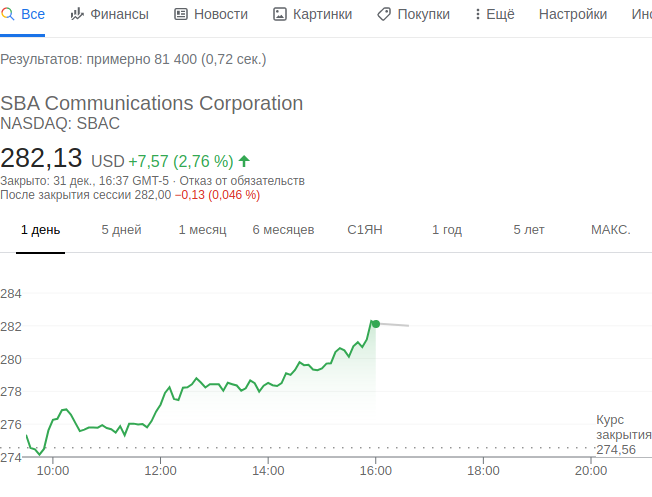 Все Финансы Новости Картинки Покупки Ещё Настройки Инс
Результатов: примерно 81 400 (0,72 сек.)
SBA Communications Corporation
NASDAQ: SBAC
282,13 USD +7,57 (2,76 %)
Закрыто: 31 дек., 16:37 GMT-5 · Отказ от обязательств
После закрытия сессии 282,00 −0,13 (0,046 %)
1 день 5 дней 1 месяц 6 месяцев С1ЯН 1 год 5 лет МАКС.
284
282
280
278
276
Курс
закрытия
274,56
274
10:00 12:00 14:00 16:00 18:00 20:00